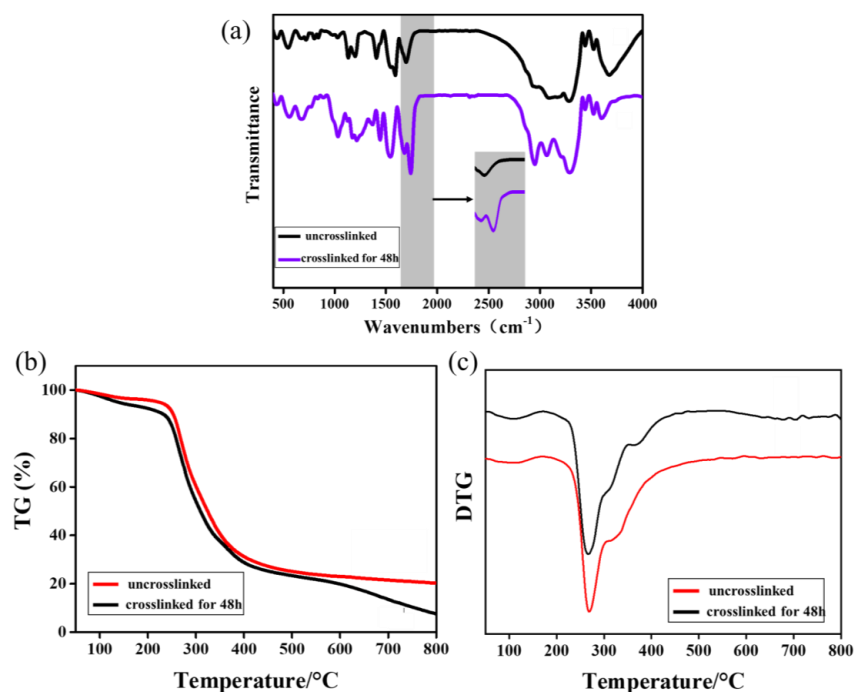 (a)
Transmittance
uncrosslinked
crosslinked for 48h
500 1000 1500 2000 2500 3000 3500 4000
Wavenumbers（cm⁻¹）
(b)
100
80
60
40
20
0
TG (%)
uncrosslinked
crosslinked for 48h
100 200 300 400 500 600 700 800
Temperature/°C
(c)
DTG
uncrosslinked
crosslinked for 48h
100 200 300 400 500 600 700 800
Temperature/°C